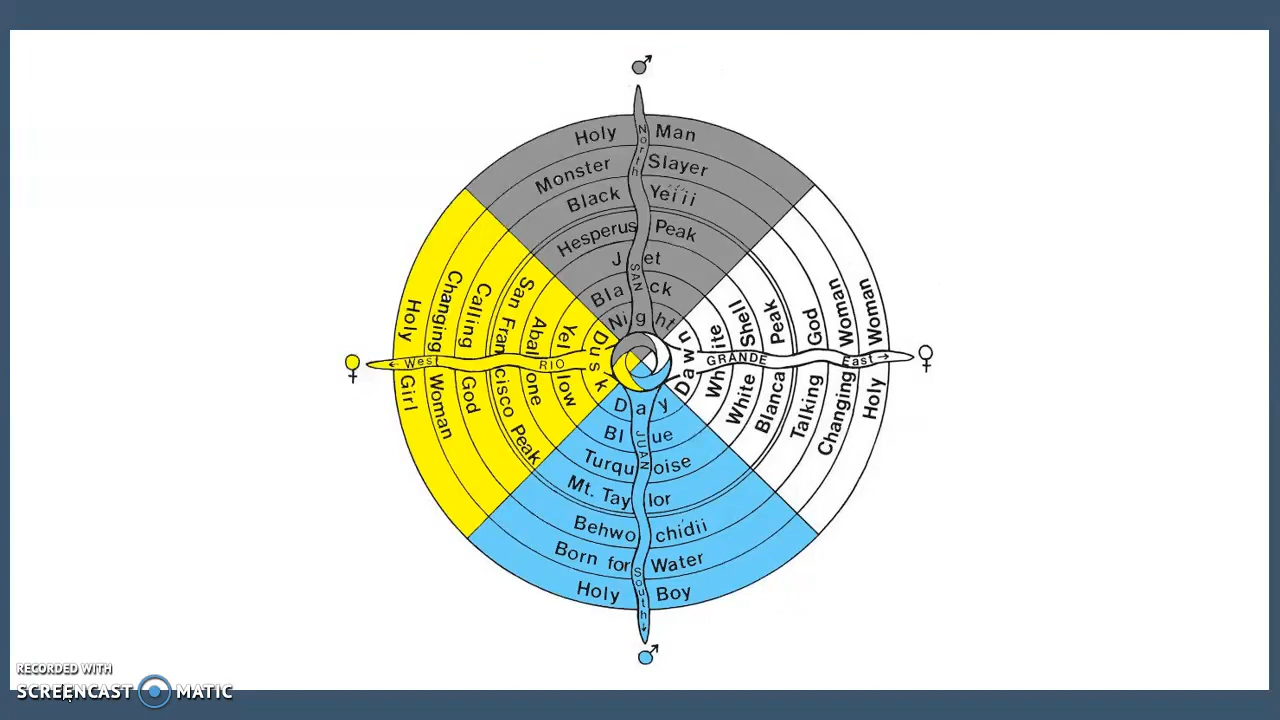 Holy Man
Monster Slayer
Black Yeíííi
Hesperus Peak
Jet
Black
Night
North
SAN
Holy Girl
Changing Woman
Calling God
San Francisco Peak
Abalone
Yellow
Dusk
← West
RIO
Dawn
White
White Shell
Blanca Peak
Talking God
Changing Woman
Holy Woman
GRANDE
East →
Day
Blue
Turquoise
Mt. Taylor
Behwochidii
Born for Water
Holy Boy
JUAN
South →
RECORDED WITH
SCREENCAST MATIC